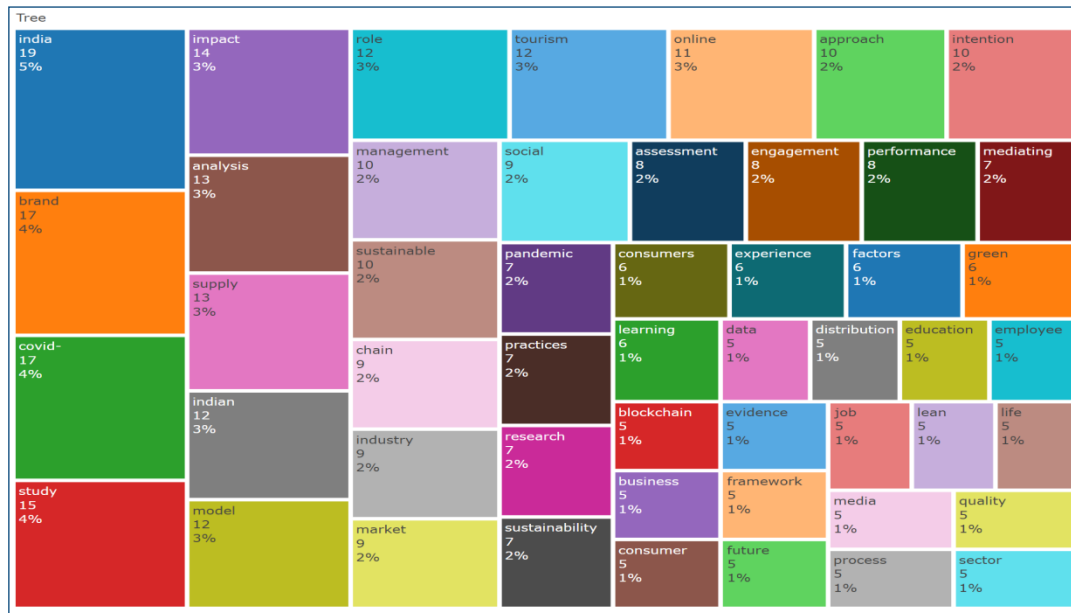 Tree
india
19
5%
brand
17
4%
covid-
17
4%
study
15
4%
impact
14
3%
analysis
13
3%
supply
13
3%
indian
12
3%
model
12
3%
role
12
3%
tourism
12
3%
online
11
3%
approach
10
2%
intention
10
2%
management
10
2%
sustainable
10
2%
chain
9
2%
industry
9
2%
market
9
2%
social
9
2%
assessment
8
2%
engagement
8
2%
performance
8
2%
mediating
7
2%
pandemic
7
2%
practices
7
2%
research
7
2%
sustainability
7
2%
consumers
6
1%
experience
6
1%
factors
6
1%
green
6
1%
learning
6
1%
data
5
1%
distribution
5
1%
education
5
1%
employee
5
1%
blockchain
5
1%
business
5
1%
consumer
5
1%
evidence
5
1%
framework
5
1%
future
5
1%
job
5
1%
lean
5
1%
life
5
1%
media
5
1%
quality
5
1%
process
5
1%
sector
5
1%